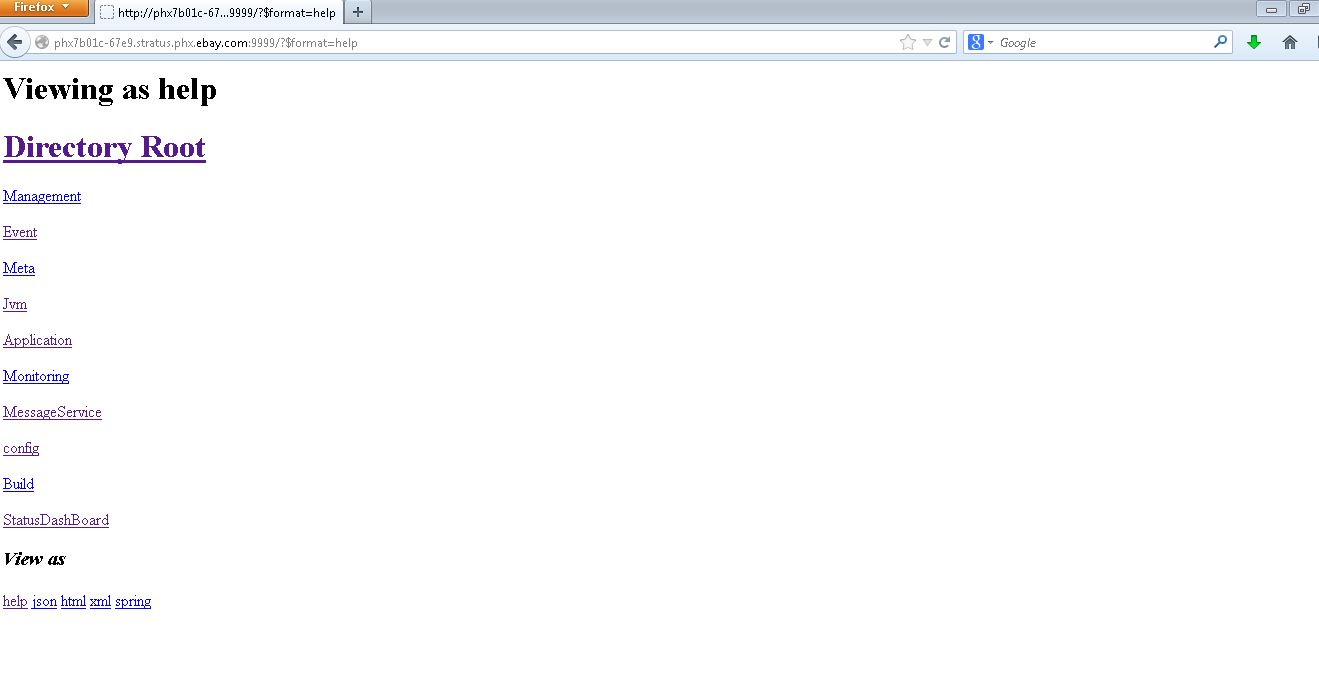 Firefox
http://phx7b01c-67...9999/?$format=help
phx7b01c-67e9.stratus.phx.ebay.com:9999/?$format=help
Google
Viewing as help
Directory Root
Management
Event
Meta
Jvm
Application
Monitoring
MessageService
config
Build
StatusDashBoard
View as
help json html xml spring